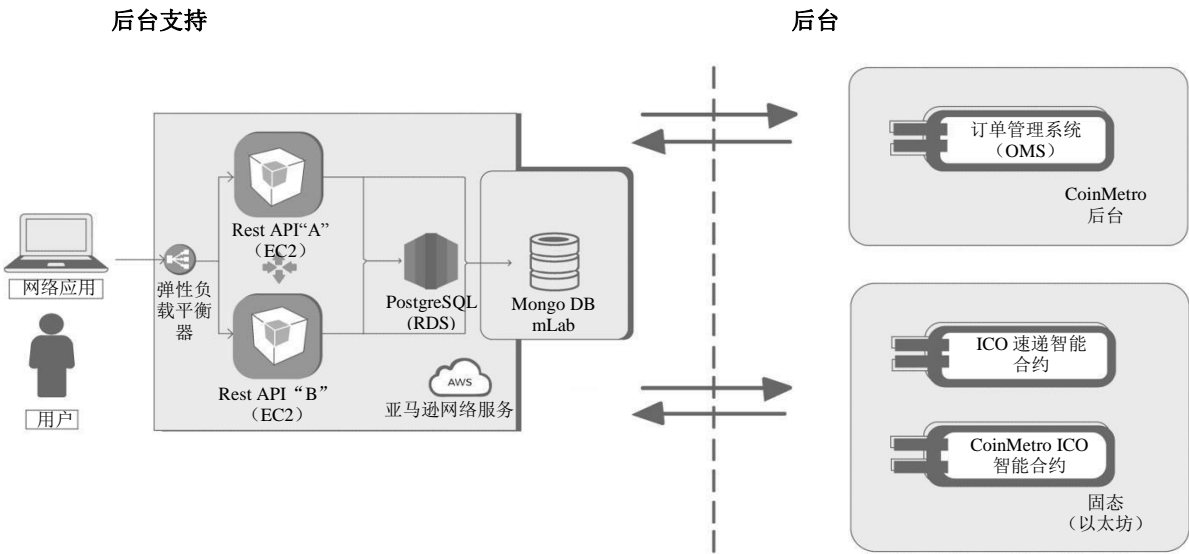 后台支持
后台
订单管理系统
（OMS）
CoinMetro
后台
Rest API“A”
（EC2）
网络应用
弹性负
载平衡
器
PostgreSQL
(RDS)
Mongo DB
mLab
ICO 速递智能
合约
Rest API “B”
（EC2）
AWS
亚马逊网络服务
用户
CoinMetro ICO
智能合约
固态
（以太坊）